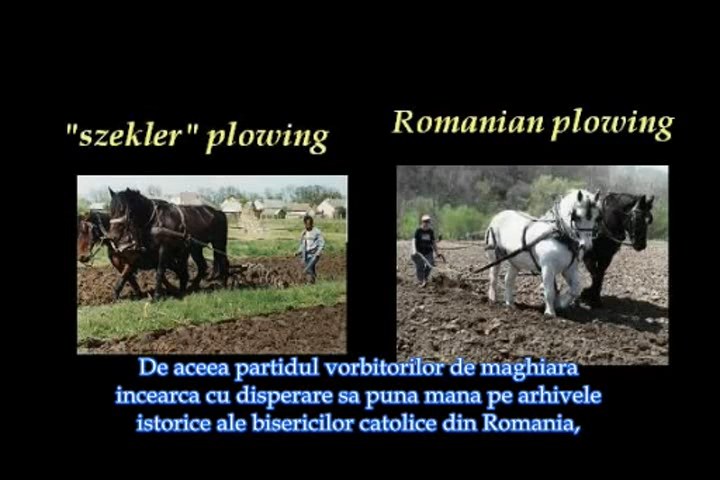 "szekler" plowing
Romanian plowing
De aceea partidul vorbitorilor de maghiara
incearca cu disperare sa puna mana pe arhivele
istorice ale bisericilor catolice din Romania,